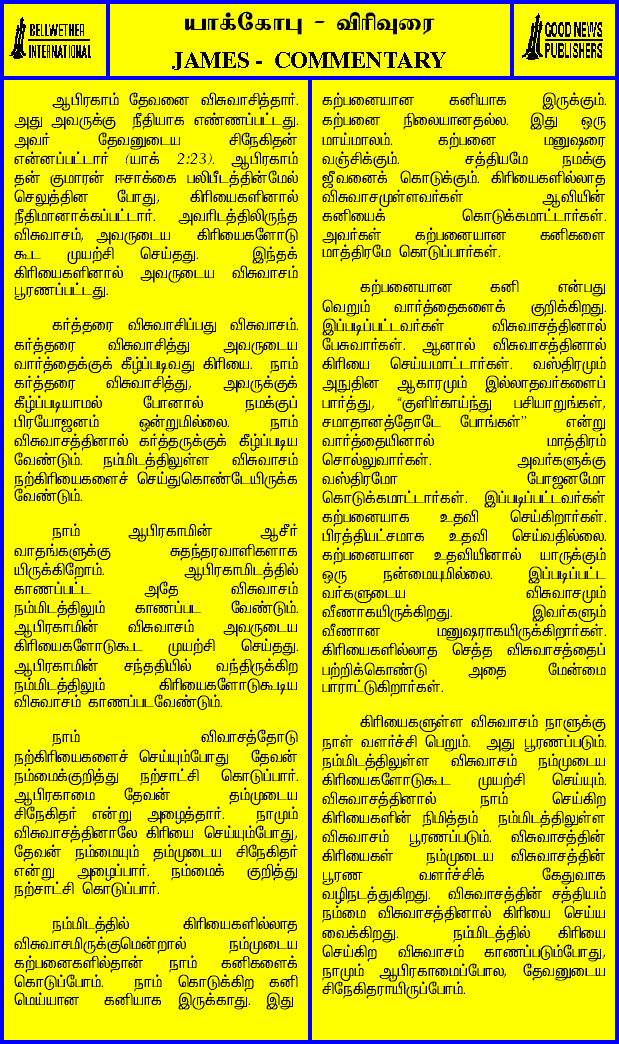 BELLWETHER
INTERNATIONAL
யாக்கோபு - விரிவுரை
JAMES - COMMENTARY
GOOD NEWS
PUBLISHERS
ஆபிரகாம் தேவனை விசுவாசித்தார்.
அது அவருக்கு நீதியாக எண்ணப்பட்டது.
அவர் தேவனுடைய சிநேகிதன்
என்னப்பட்டார் (யாக் 2:23). ஆபிரகாம்
தன் குமாரன் ஈசாக்கை பலிபீடத்தின்மேல்
செலுத்தின போது, கிரியைகளினால்
நீதிமானாக்கப்பட்டார். அவரிடத்திலிருந்த
விசுவாசம், அவருடைய கிரியைகளோடு
கூட முயற்சி செய்தது. இந்தக்
கிரியைகளினால் அவருடைய விசுவாசம்
பூரணப்பட்டது.
கர்த்தரை விசுவாசிப்பது விசுவாசம்.
கர்த்தரை விசுவாசித்து அவருடைய
வார்த்தைக்குக் கீழ்ப்படிவது கிரியை. நாம்
கர்த்தரை விசுவாசித்து, அவருக்குக்
கீழ்ப்படியாமல் போனால் நமக்குப்
பிரயோஜனம் ஒன்றுமில்லை. நாம்
விசுவாசத்தினால் கர்த்தருக்குக் கீழ்ப்படிய
வேண்டும். நம்மிடத்திலுள்ள விசுவாசம்
நற்கிரியைகளைச் செய்துகொண்டேயிருக்க
வேண்டும்.
நாம் ஆபிரகாமின் ஆசீர்
வாதங்களுக்கு சுதந்தரவாளிகளாக
யிருக்கிறோம். ஆபிரகாமிடத்தில்
காணப்பட்ட அதே விசுவாசம்
நம்மிடத்திலும் காணப்பட வேண்டும்.
ஆபிரகாமின் விசுவாசம் அவருடைய
கிரியைகளோடுகூட முயற்சி செய்தது.
ஆபிரகாமின் சந்ததியில் வந்திருக்கிற
நம்மிடத்திலும் கிரியைகளோடுகூடிய
விசுவாசம் காணப்படவேண்டும்.
நாம் விவாசத்தோடு
நற்கிரியைகளைச் செய்யும்போது தேவன்
நம்மைக்குறித்து நற்சாட்சி கொடுப்பார்.
ஆபிரகாமை தேவன் தம்முடைய
சிநேகிதர் என்று அழைத்தார். நாமும்
விசுவாசத்தினாலே கிரியை செய்யும்போது,
தேவன் நம்மையும் தம்முடைய சிநேகிதர்
என்று அழைப்பார். நம்மைக் குறித்து
நற்சாட்சி கொடுப்பார்.
நம்மிடத்தில் கிரியைகளில்லாத
விசுவாசமிருக்குமென்றால் நம்முடைய
கற்பனைகளில்தான் நாம் கனிகளைக்
கொடுப்போம். நாம் கொடுக்கிற கனி
மெய்யான கனியாக இருக்காது. இது
கற்பனையான கனியாக இருக்கும்.
கற்பனை நிலையானதல்ல. இது ஒரு
மாய்மாலம். கற்பனை மனுஷரை
வஞ்சிக்கும். சத்தியமே நமக்கு
ஜீவனைக் கொடுக்கும். கிரியைகளில்லாத
விசுவாசமுள்ளவர்கள் ஆவியின்
கனியைக் கொடுக்கமாட்டார்கள்.
அவர்கள் கற்பனையான கனிகளை
மாத்திரமே கொடுப்பார்கள்.
கற்பனையான கனி என்பது
வெறும் வார்த்தைகளைக் குறிக்கிறது.
இப்படிப்பட்டவர்கள் விசுவாசத்தினால்
பேசுவார்கள். ஆனால் விசுவாசத்தினால்
கிரியை செய்யமாட்டார்கள். வஸ்திரமும்
அநுதின ஆகாரமும் இல்லாதவர்களைப்
பார்த்து, “குளிர்காய்ந்து பசியாறுங்கள்,
சமாதானத்தோடே போங்கள்” என்று
வார்த்தையினால் மாத்திரம்
சொல்லுவார்கள். அவர்களுக்கு
வஸ்திரமோ போஜனமோ
கொடுக்கமாட்டார்கள். இப்படிப்பட்டவர்கள்
கற்பனையாக உதவி செய்கிறார்கள்.
பிரத்தியட்சமாக உதவி செய்வதில்லை.
கற்பனையான உதவியினால் யாருக்கும்
ஒரு நன்மையுமில்லை. இப்படிப்பட்ட
வர்களுடைய விசுவாசமும்
வீணாகயிருக்கிறது. இவர்களும்
வீணான மனுஷராகயிருக்கிறார்கள்.
கிரியைகளில்லாத செத்த விசுவாசத்தைப்
பற்றிக்கொண்டு அதை மேன்மை
பாராட்டுகிறார்கள்.
கிரியைகளுள்ள விசுவாசம் நாளுக்கு
நாள் வளர்ச்சி பெறும். அது பூரணப்படும்.
நம்மிடத்திலுள்ள விசுவாசம் நம்முடைய
கிரியைகளோடுகூட முயற்சி செய்யும்.
விசுவாசத்தினால் நாம் செய்கிற
கிரியைகளின் நிமித்தம் நம்மிடத்திலுள்ள
விசுவாசம் பூரணப்படும். விசுவாசத்தின்
கிரியைகள் நம்முடைய விசுவாசத்தின்
பூரண வளர்ச்சிக் கேதுவாக
வழிநடத்துகிறது. விசுவாசத்தின் சத்தியம்
நம்மை விசுவாசத்தினால் கிரியை செய்ய
வைக்கிறது. நம்மிடத்தில் கிரியை
செய்கிற விசுவாசம் காணப்படும்போது,
நாமும் ஆபிரகாமைப்போல, தேவனுடைய
சிநேகிதராயிருப்போம்.